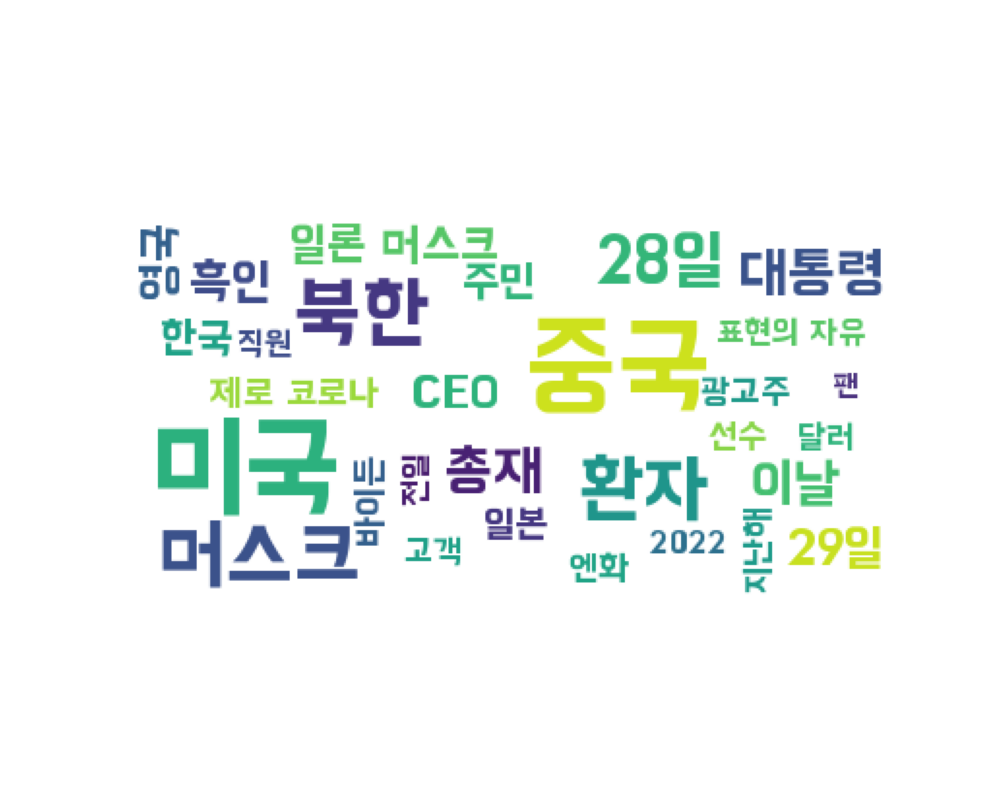 영국
흑인
일론 머스크
주민
28일
대통령
북한
한국
직원
중국
표현의 자유
제로 코로나
CEO
광고주
팬
미국
선수
달러
바이든
전일
총재
환자
이날
머스크
일본
고객
엔화
2022
지난해
29일